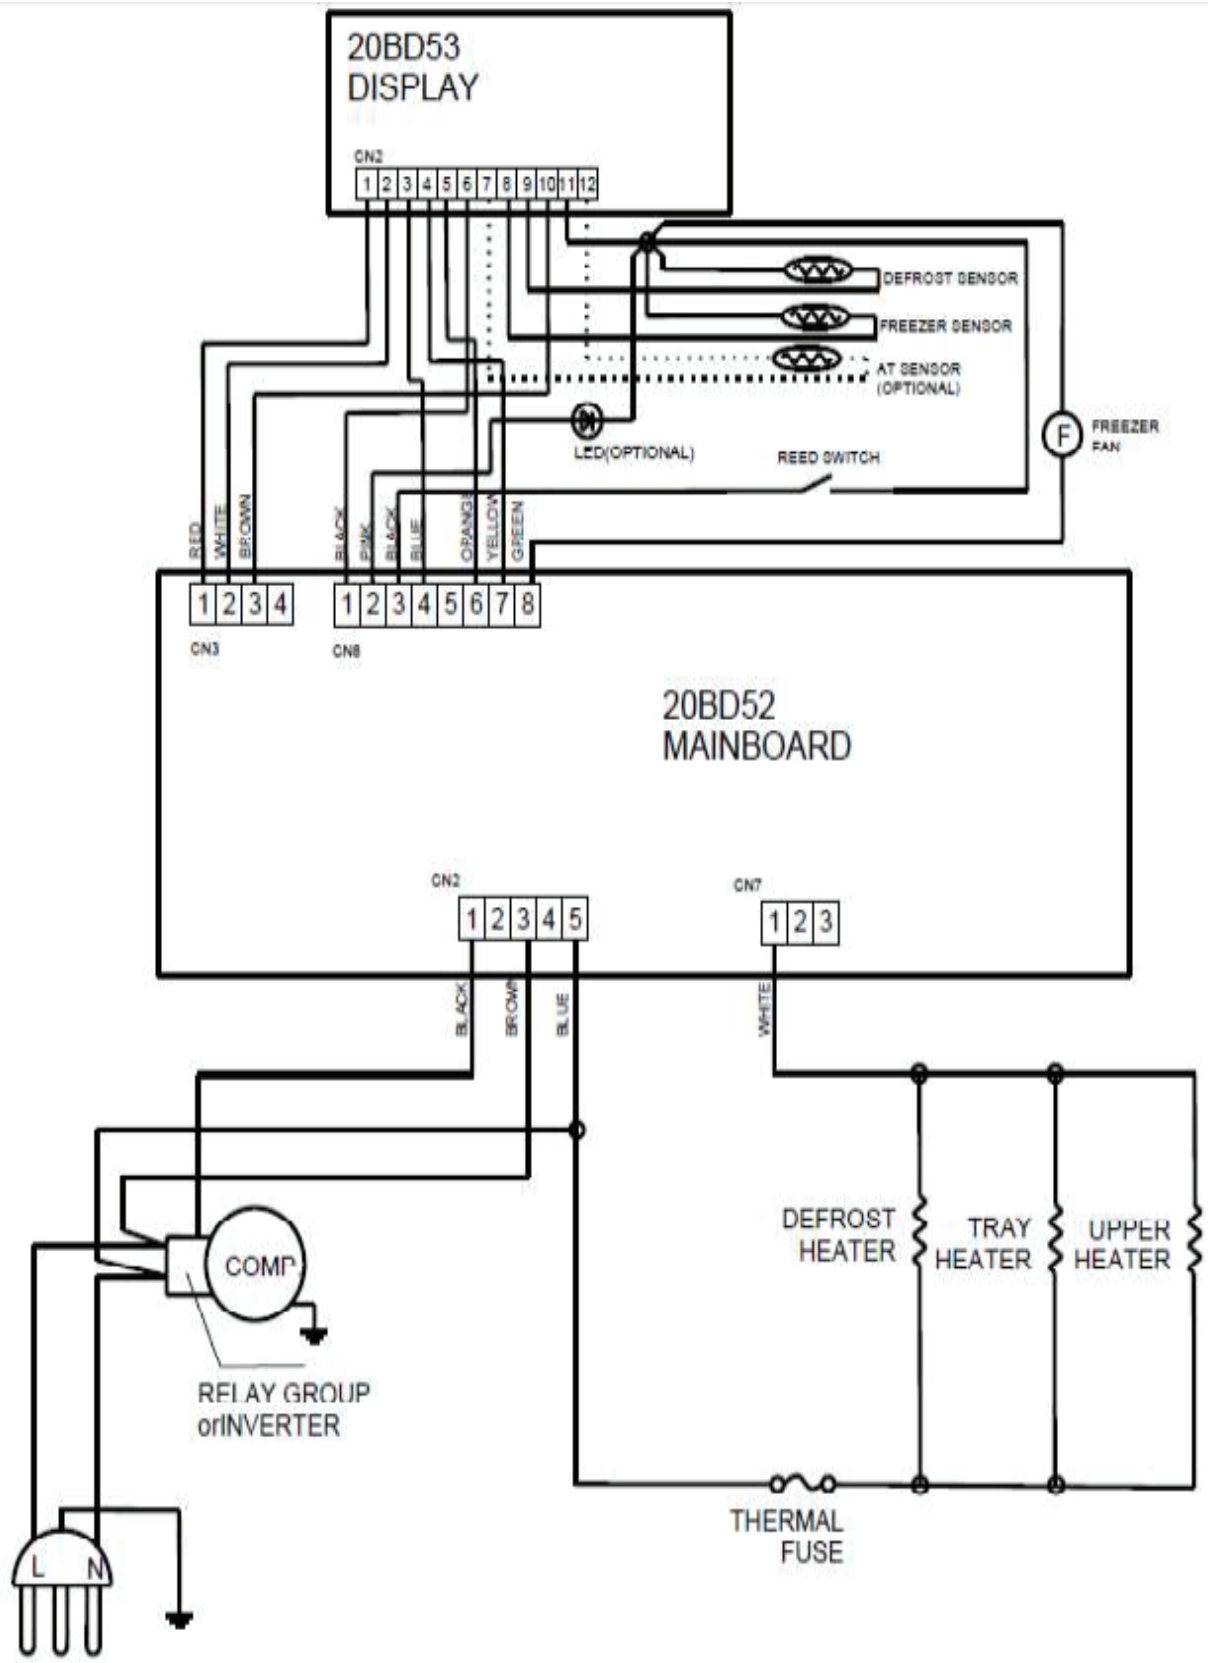 20BD53
DISPLAY
CN2
1 2 3 4 5 6 7 8 9 10 11 12
DEFROST SENSOR
FREEZER SENSOR
AT SENSOR
(OPTIONAL)
LED(OPTIONAL)
REED SWITCH
F
FREEZER
FAN
RED
WHITE
BROWN
BLACK
PINK
BLACK
BLUE
ORANGE
YELLOW
GREEN
1 2 3 4
1 2 3 4 5 6 7 8
CN3
CN8
20BD52
MAINBOARD
CN2
1 2 3 4 5
CN7
1 2 3
BLACK
BROWN
BLUE
WHITE
DEFROST
HEATER
TRAY
HEATER
UPPER
HEATER
COMP
RELAY GROUP
orINVERTER
THERMAL
FUSE
L N